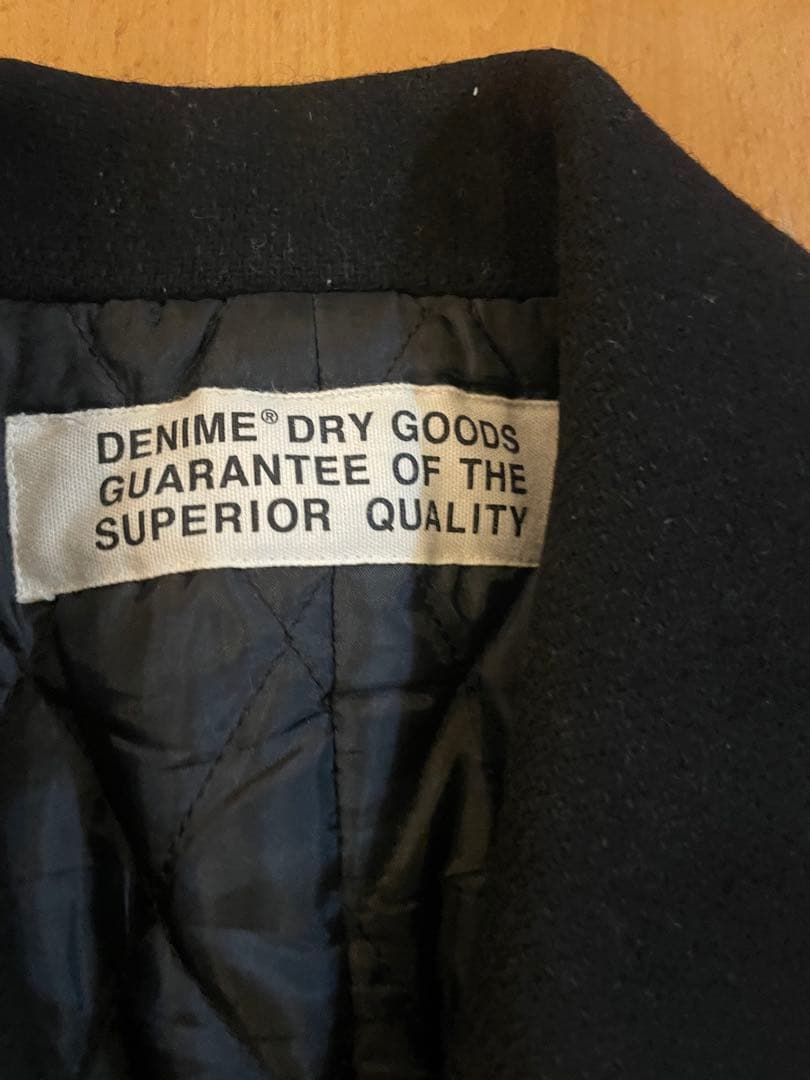 DENIME® DRY GOODS
GUARANTEE OF THE
SUPERIOR QUALITY